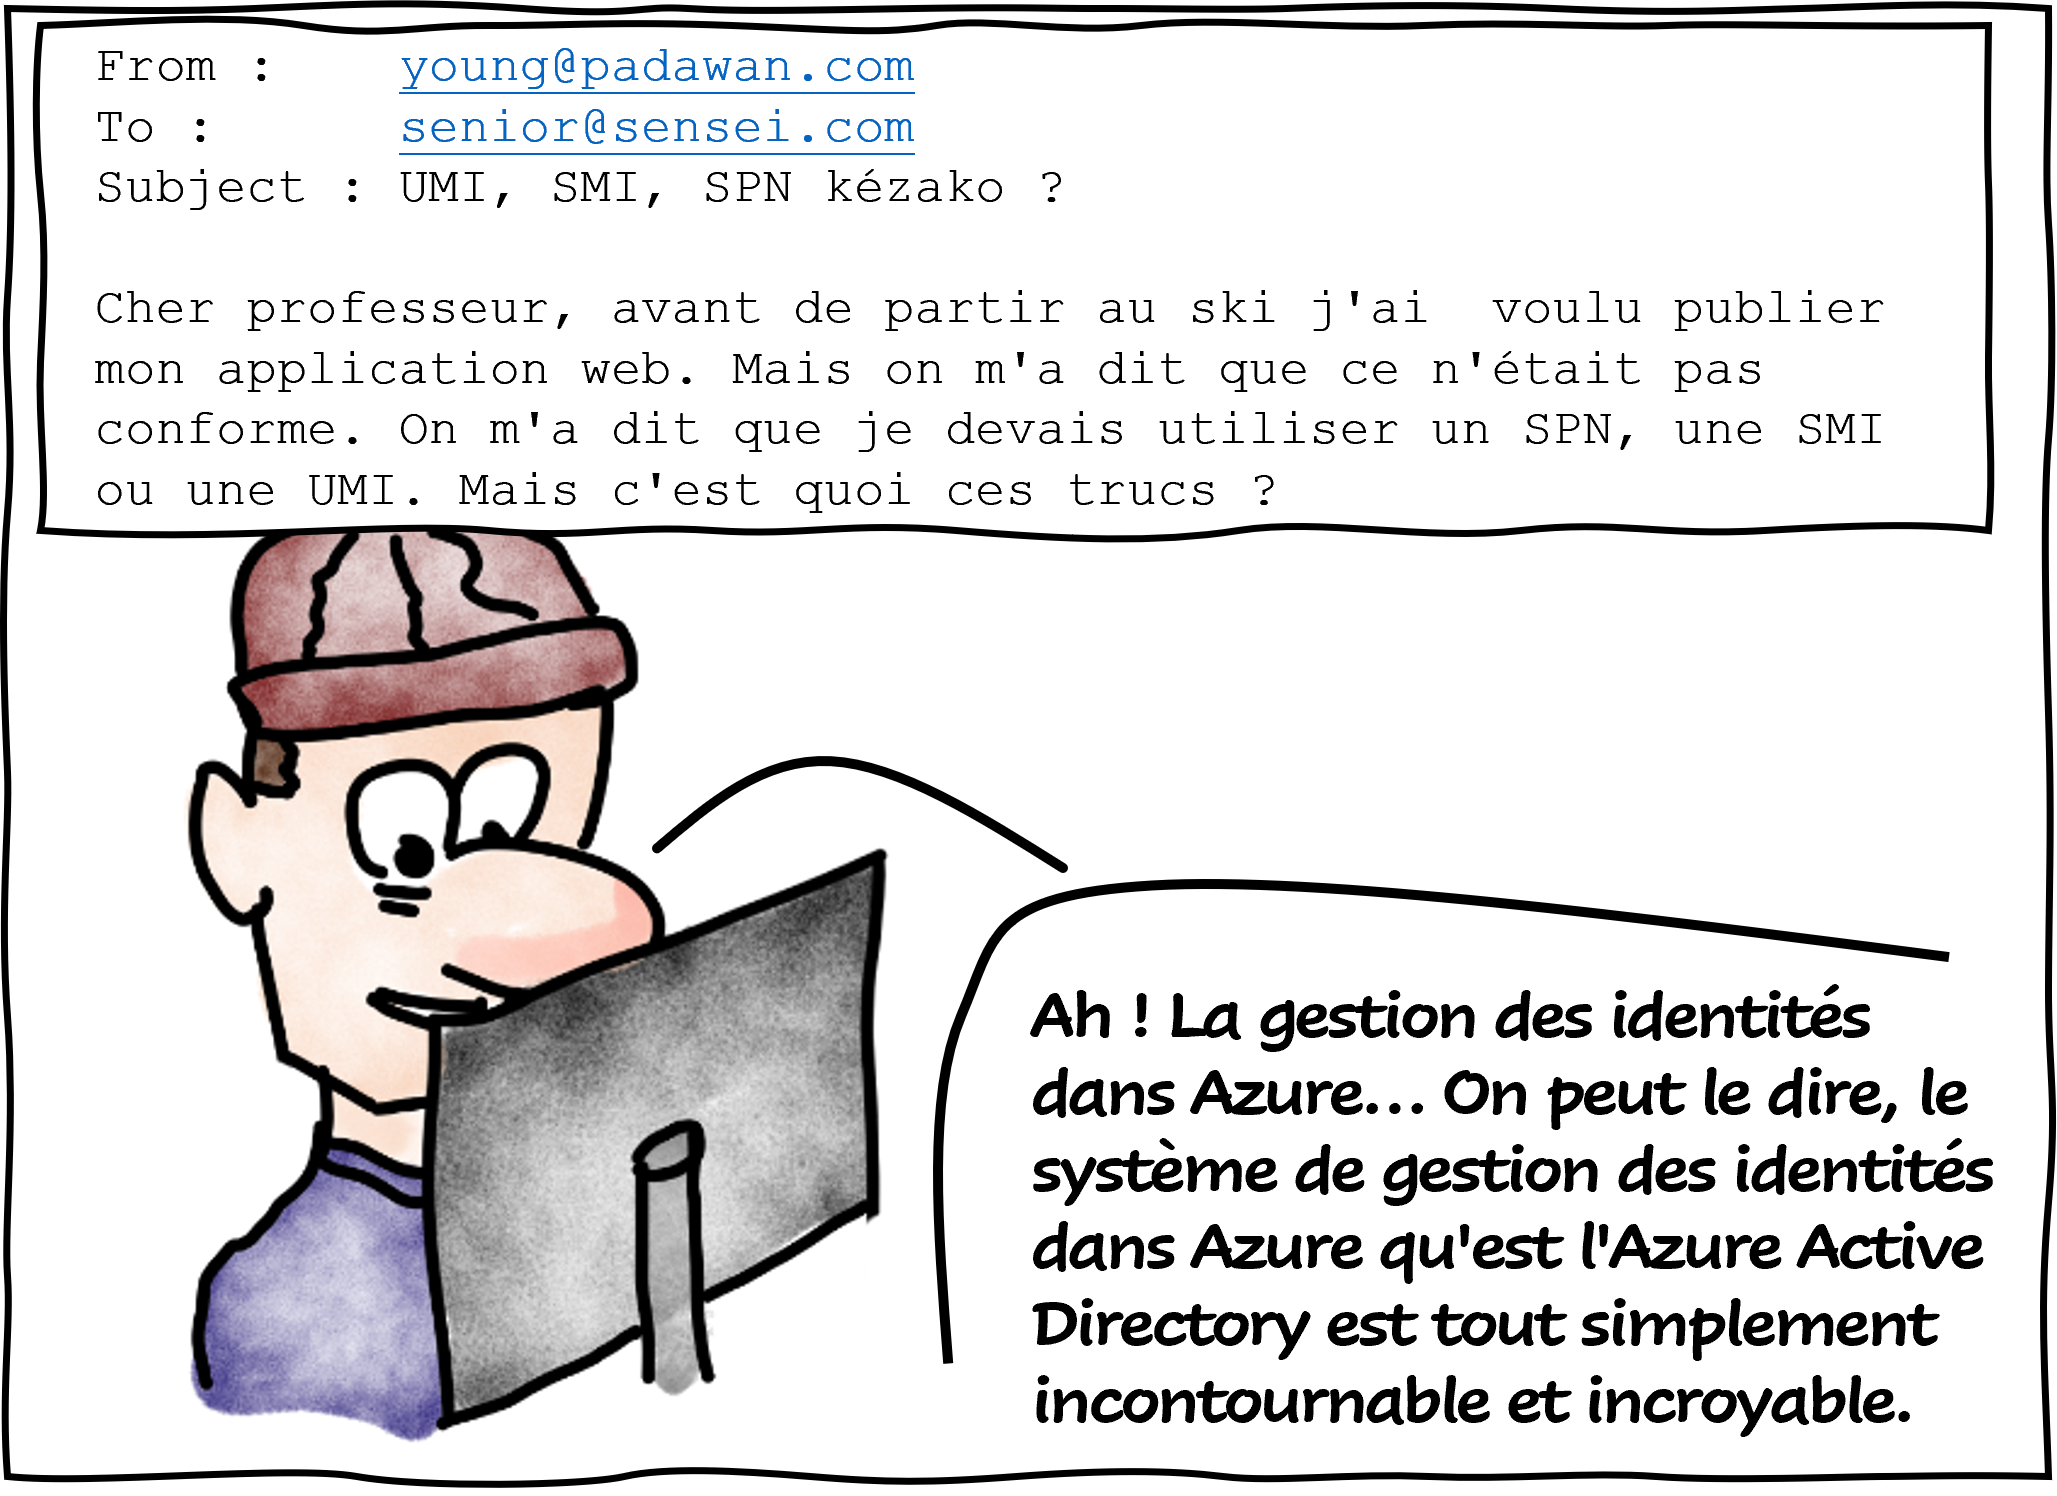 From : young@padawan.com
To : senior@sensei.com
Subject : UMI, SMI, SPN kézako ?
Cher professeur, avant de partir au ski j'ai voulu publier
mon application web. Mais on m'a dit que ce n'était pas
conforme. On m'a dit que je devais utiliser un SPN, une SMI
ou une UMI. Mais c'est quoi ces trucs ?
Ah ! La gestion des identités
dans Azure... On peut le dire, le
système de gestion des identités
dans Azure qu'est l'Azure Active
Directory est tout simplement
incontournable et incroyable.